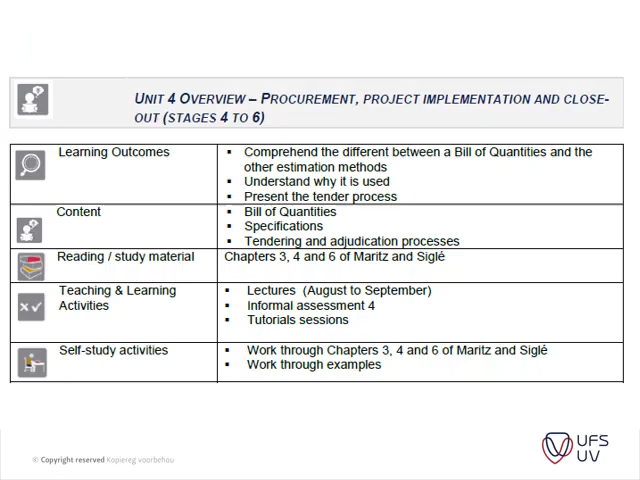 UNIT 4 OVERVIEW – PROCUREMENT, PROJECT IMPLEMENTATION AND CLOSE-
OUT (STAGES 4 TO 6)
Learning Outcomes
▪ Comprehend the different between a Bill of Quantities and the
other estimation methods
▪ Understand why it is used
▪ Present the tender process
Content
▪ Bill of Quantities
▪ Specifications
▪ Tendering and adjudication processes
Reading / study material
Chapters 3, 4 and 6 of Maritz and Siglé
Teaching & Learning
Activities
▪ Lectures (August to September)
▪ Informal assessment 4
▪ Tutorials sessions
Self-study activities
▪ Work through Chapters 3, 4 and 6 of Maritz and Siglé
▪ Work through examples
© Copyright reserved Kopiereg voorbehou
UFS
UV